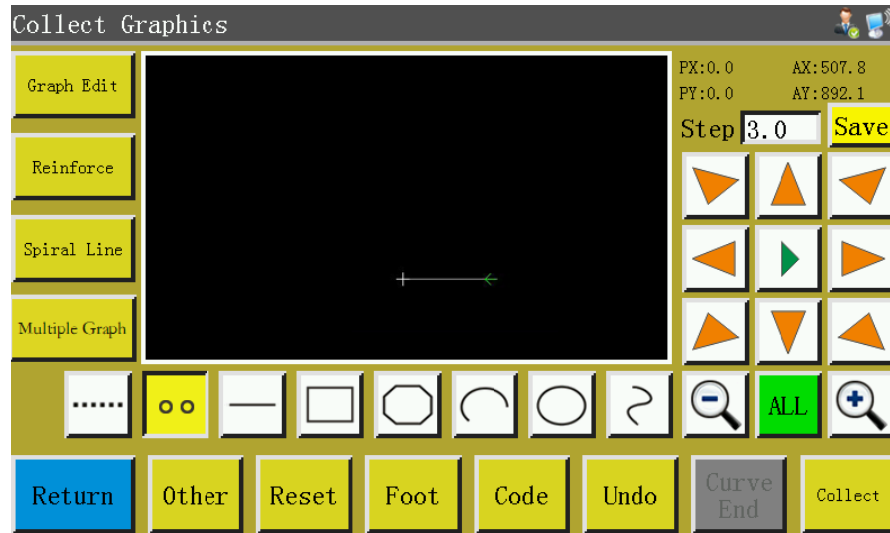 Collect Graphics
Graph Edit
PX:0.0 AX:507.8
PY:0.0 AY:892.1
Step 3.0 Save
Reinforce
Spiral Line
Multiple Graph
ALL
Return Other Reset Foot Code Undo Curve End Collect